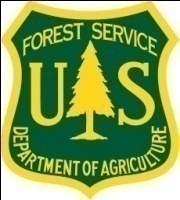 FOREST SERVICE
U S
DEPARTMENT OF AGRICULTURE